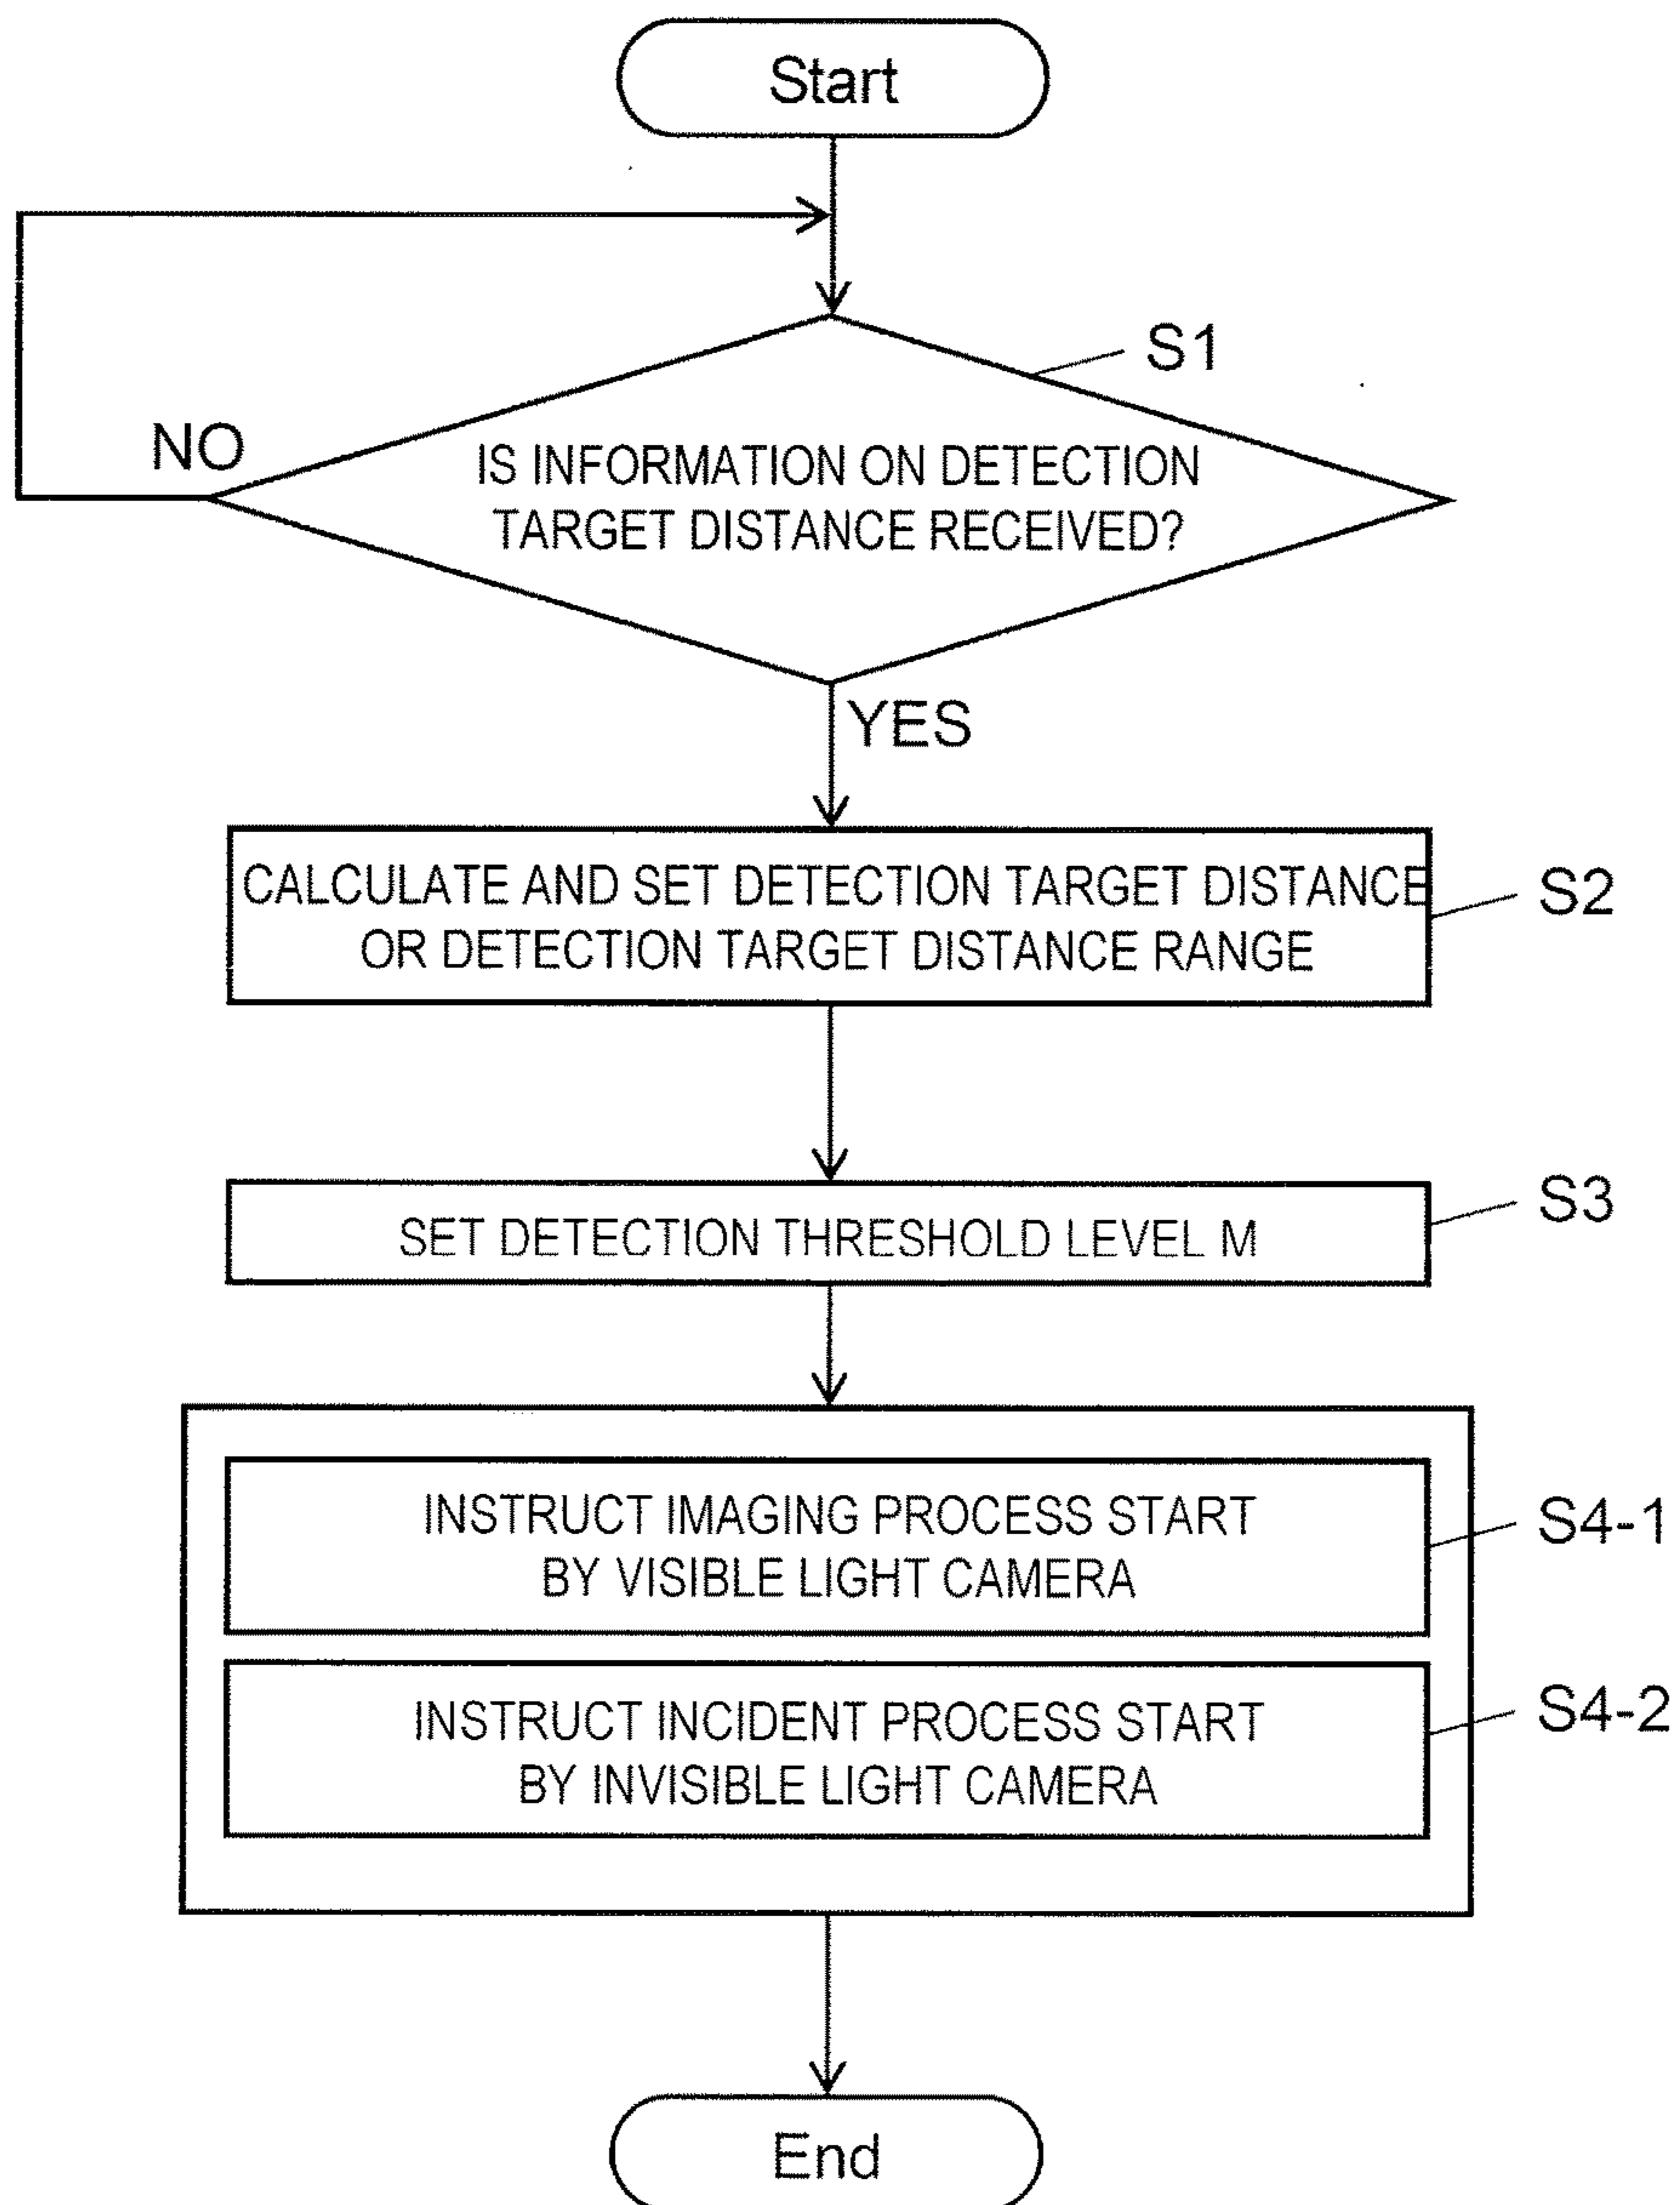 Start
S1
NO
IS INFORMATION ON DETECTION
TARGET DISTANCE RECEIVED?
YES
CALCULATE AND SET DETECTION TARGET DISTANCE
OR DETECTION TARGET DISTANCE RANGE
S2
SET DETECTION THRESHOLD LEVEL M
S3
INSTRUCT IMAGING PROCESS START
BY VISIBLE LIGHT CAMERA
S4-1
INSTRUCT INCIDENT PROCESS START
BY INVISIBLE LIGHT CAMERA
S4-2
End